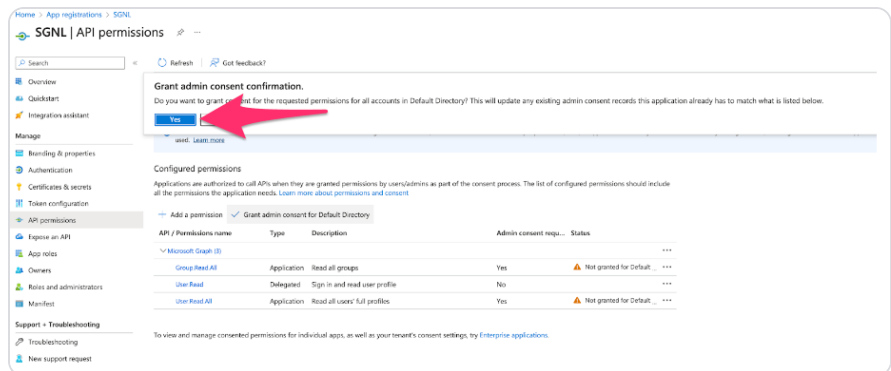 Home > App registrations > SGNL
SGNL | API permissions
Search
Refresh Got feedback?
Overview
Quickstart
Integration assistant
Manage
Branding & properties
Authentication
Certificates & secrets
Token configuration
API permissions
Expose an API
App roles
Owners
Roles and administrators
Manifest
Support + Troubleshooting
Troubleshooting
New support request
Grant admin consent confirmation.
Do you want to grant consent for the requested permissions for all accounts in Default Directory? This will update any existing admin consent records this application already has to match what is listed below.
Yes
used. Learn more
Configured permissions
Applications are authorized to call APIs when they are granted permissions by users/admins as part of the consent process. The list of configured permissions should include
all the permissions the application needs. Learn more about permissions and consent
Add a permission Grant admin consent for Default Directory
API / Permissions name Type Description Admin consent requ... Status
Microsoft Graph (3)
Group.Read.All Application Read all groups Yes Not granted for Default ...
User.Read Delegated Sign in and read user profile No
User.Read.All Application Read all users' full profiles Yes Not granted for Default ...
To view and manage consented permissions for individual apps, as well as your tenant's consent settings, try Enterprise applications.